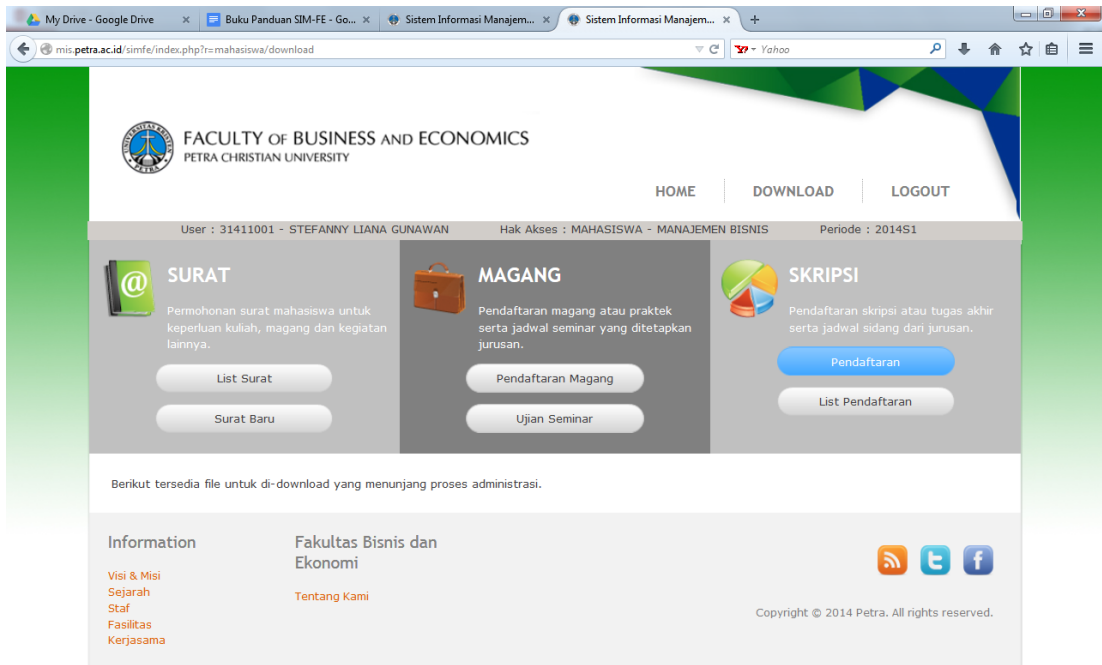 My Drive - Google Drive
Buku Panduan SIM-FE - Go...
Sistem Informasi Manajem...
Sistem Informasi Manajem...
mis.petra.ac.id/simfe/index.php?r=mahasiswa/download
Yahoo
FACULTY OF BUSINESS AND ECONOMICS
PETRA CHRISTIAN UNIVERSITY
HOME
DOWNLOAD
LOGOUT
User : 31411001 - STEFANNY LIANA GUNAWAN
Hak Akses : MAHASISWA - MANAJEMEN BISNIS
Periode : 2014S1
SURAT
Permohonan surat mahasiswa untuk
keperluan kuliah, magang dan kegiatan
lainnya.
List Surat
Surat Baru
MAGANG
Pendaftaran magang atau praktek
serta jadwal seminar yang ditetapkan
jurusan.
Pendaftaran Magang
Ujian Seminar
SKRIPSI
Pendaftaran skripsi atau tugas akhir
serta jadwal sidang dari jurusan.
Pendaftaran
List Pendaftaran
Berikut tersedia file untuk di-download yang menunjang proses administrasi.
Information
Visi & Misi
Sejarah
Staf
Fasilitas
Kerjasama
Fakultas Bisnis dan
Ekonomi
Tentang Kami
Copyright © 2014 Petra. All rights reserved.